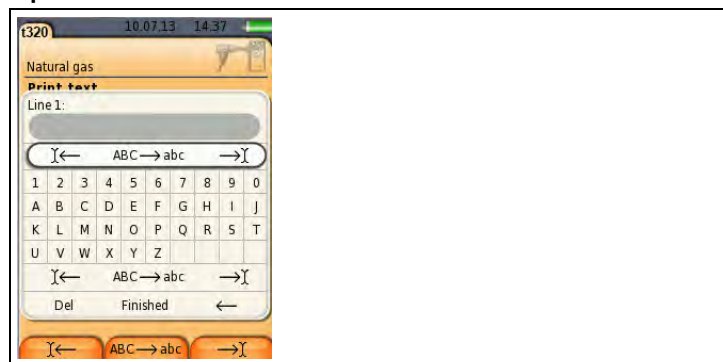 t320 10.07.13 14.37
Natural gas
Print text
Line 1:
ABC→abc
1 2 3 4 5 6 7 8 9 0
A B C D E F G H I J
K L M N O P Q R S T
U V W X Y Z
ABC→abc
Del Finished ←
ABC→abc